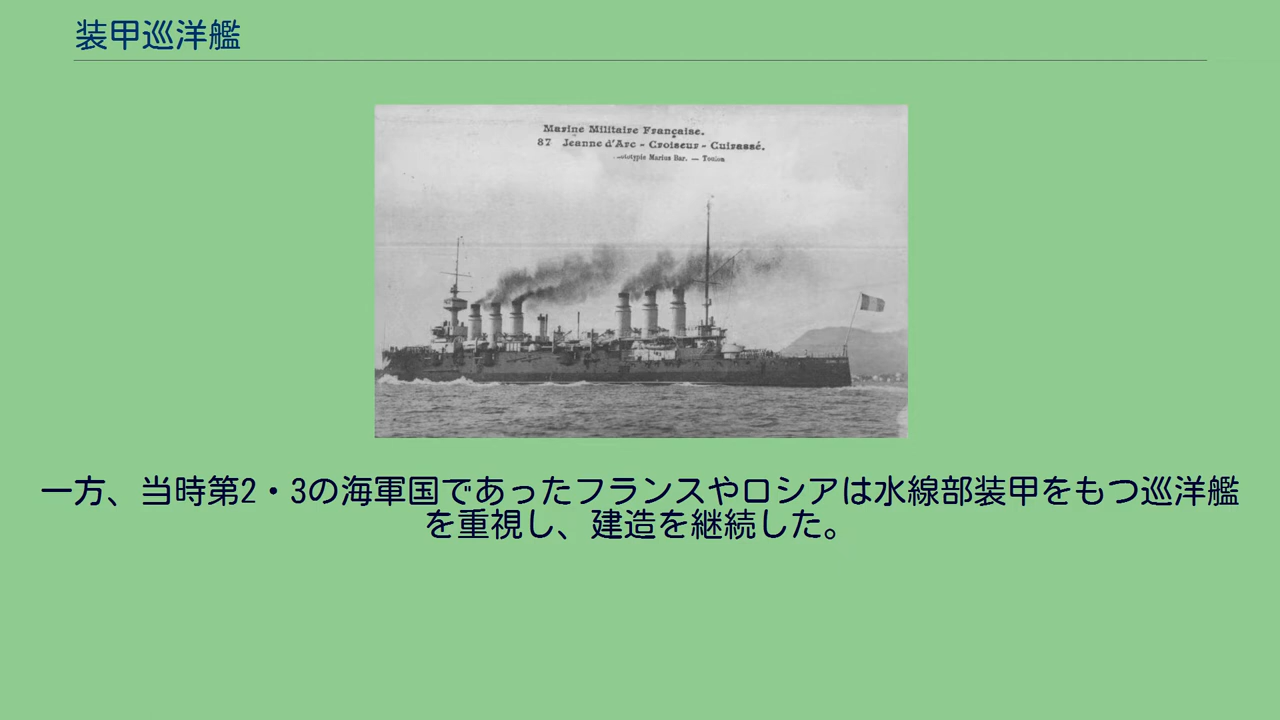 装甲巡洋艦
Marine Militaire Française.
87 Jeanne d'Arc - Croiseur - Cuirassé.
Marius Bar. — Toulon
一方、当時第2・3の海軍国であったフランスやロシアは水線部装甲をもつ巡洋艦
を重視し、建造を継続した。